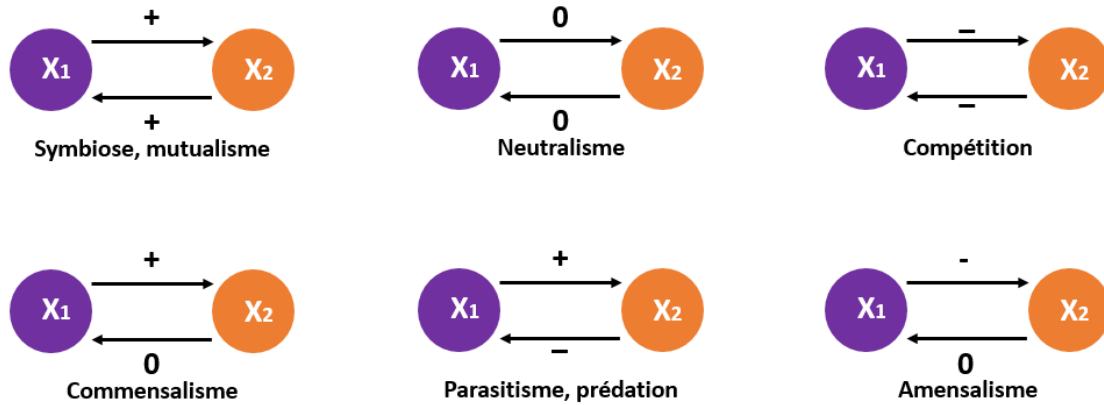 + 0 –
X1 X2 X1 X2 X1 X2
+ 0 –
Symbiose, mutualisme Neutralisme Compétition
+ + -
X1 X2 X1 X2 X1 X2
0 – 0
Commensalisme Parasitisme, prédation Amensalisme